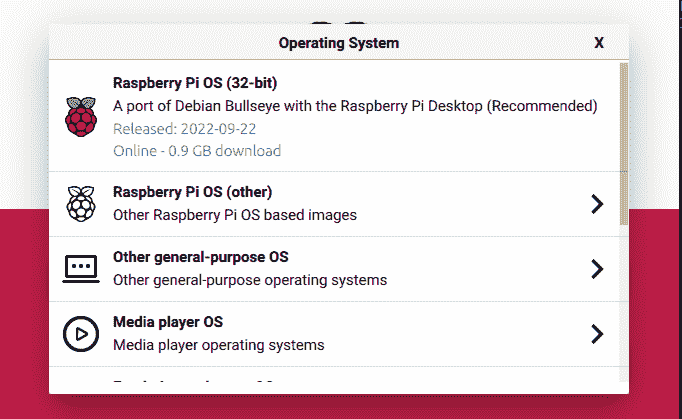 Operating System X
Raspberry Pi OS (32-bit)
A port of Debian Bullseye with the Raspberry Pi Desktop (Recommended)
Released: 2022-09-22
Online - 0.9 GB download
Raspberry Pi OS (other)
Other Raspberry Pi OS based images
Other general-purpose OS
Other general-purpose operating systems
Media player OS
Media player operating systems